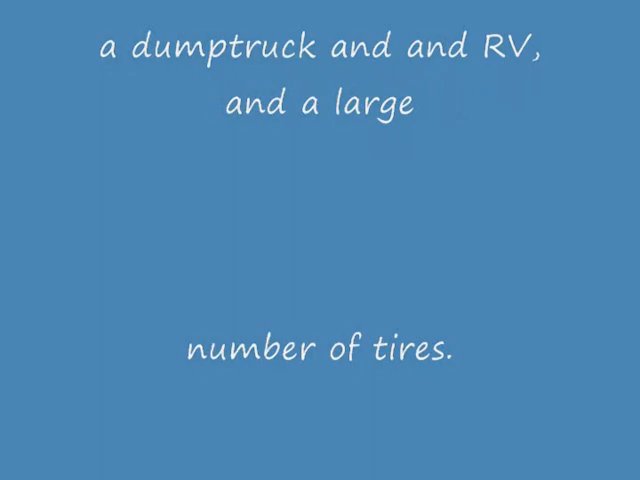 a dumptruck and and RV,
and a large
number of tires.